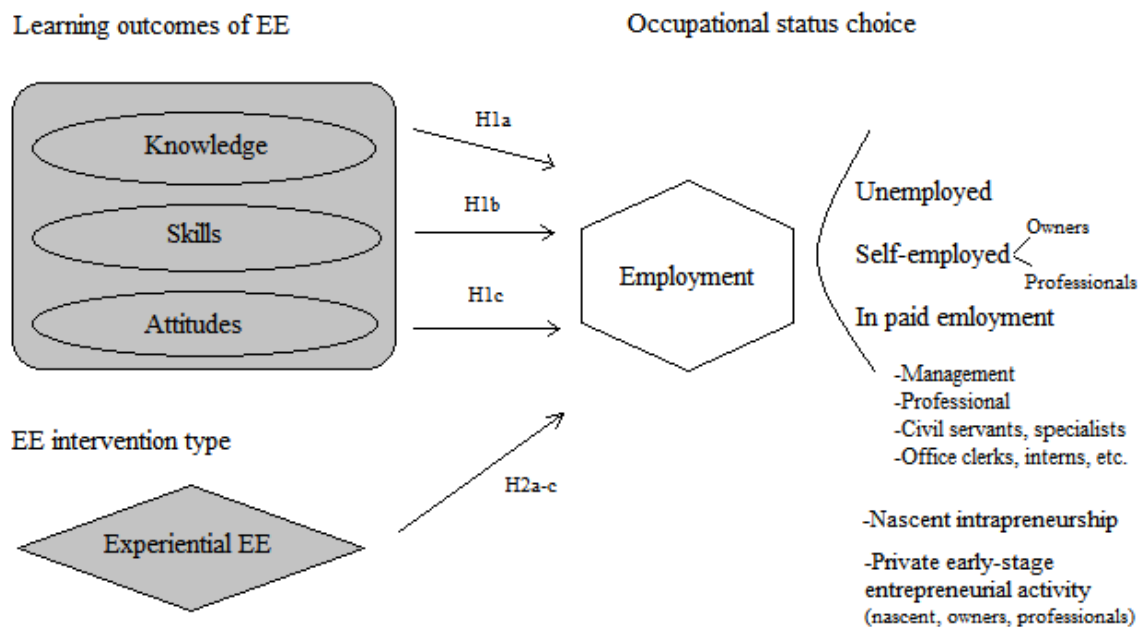 Learning outcomes of EE
Occupational status choice
Knowledge
Skills
Attitudes
H1a
H1b
H1c
Employment
Unemployed
Self-employed
Owners
Professionals
In paid emloyment
-Management
-Professional
-Civil servants, specialists
-Office clerks, interns, etc.
EE intervention type
Experiential EE
H2a-c
-Nascent intrapreneurship
-Private early-stage
entrepreneurial activity
(nascent, owners, professionals)